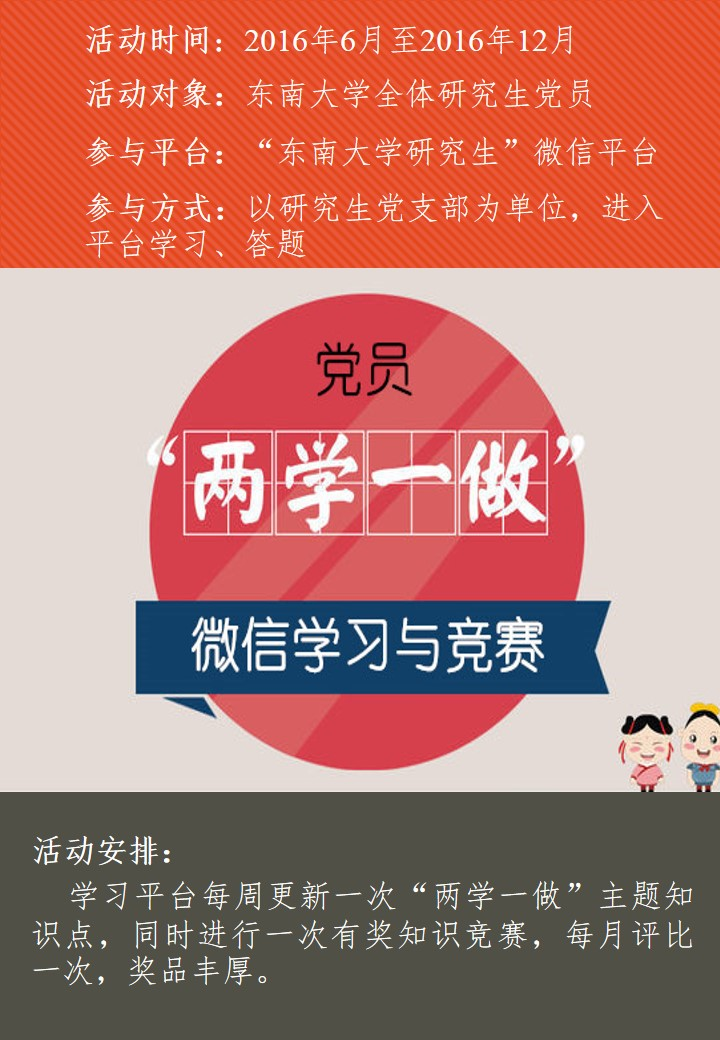 活动时间：2016年6月至2016年12月
活动对象：东南大学全体研究生党员
参与平台：“东南大学研究生”微信平台
参与方式：以研究生党支部为单位，进入
平台学习、答题
党员
“两学一做”
微信学习与竞赛
活动安排：
学习平台每周更新一次“两学一做”主题知
识点，同时进行一次有奖知识竞赛，每月评比
一次，奖品丰厚。